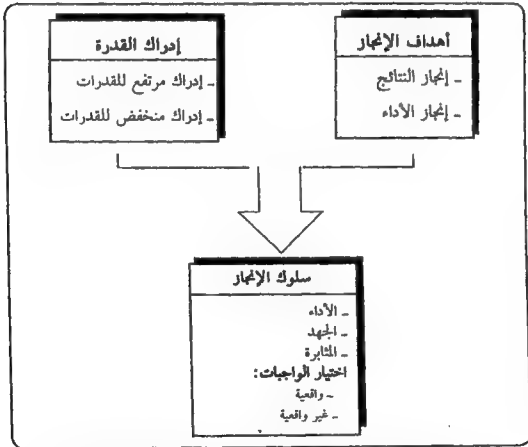 أهداف الإنجاز
- إنجاز النتائج
- إنجاز الأداء
إدراك القدرة
- إدراك مرتفع للقدرات
- إدراك منخفض للقدرات
سلوك الإنجاز
- الأداء
- الجهد
- المثابرة
اختيار الواجبات:
- واقعية
- غير واقعية